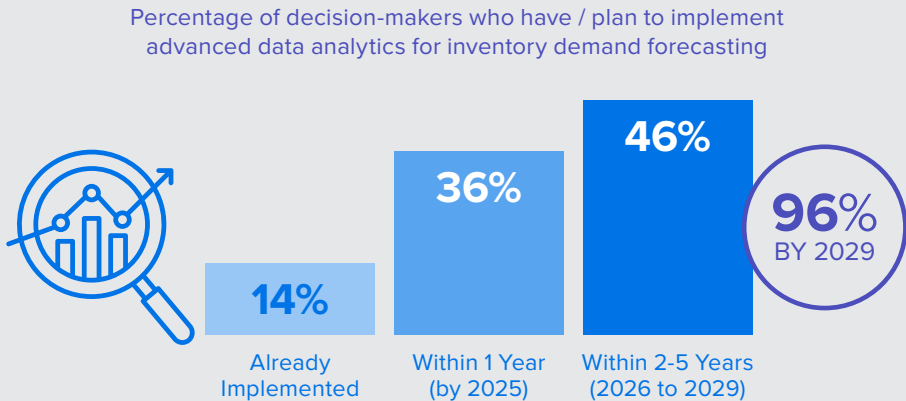 Percentage of decision-makers who have / plan to implement
advanced data analytics for inventory demand forecasting
14%
36%
46%
96%
BY 2029
Already
Implemented
Within 1 Year
(by 2025)
Within 2-5 Years
(2026 to 2029)